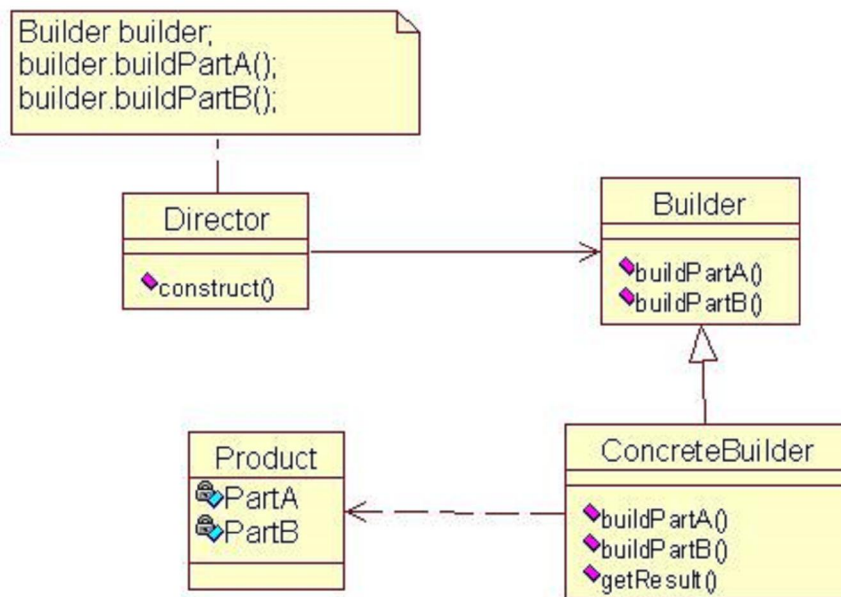 Builder builder;
builder.buildPartA();
builder.buildPartB();
Director
construct()
Builder
buildPartA()
buildPartB()
Product
PartA
PartB
ConcreteBuilder
buildPartA()
buildPartB()
getResult()